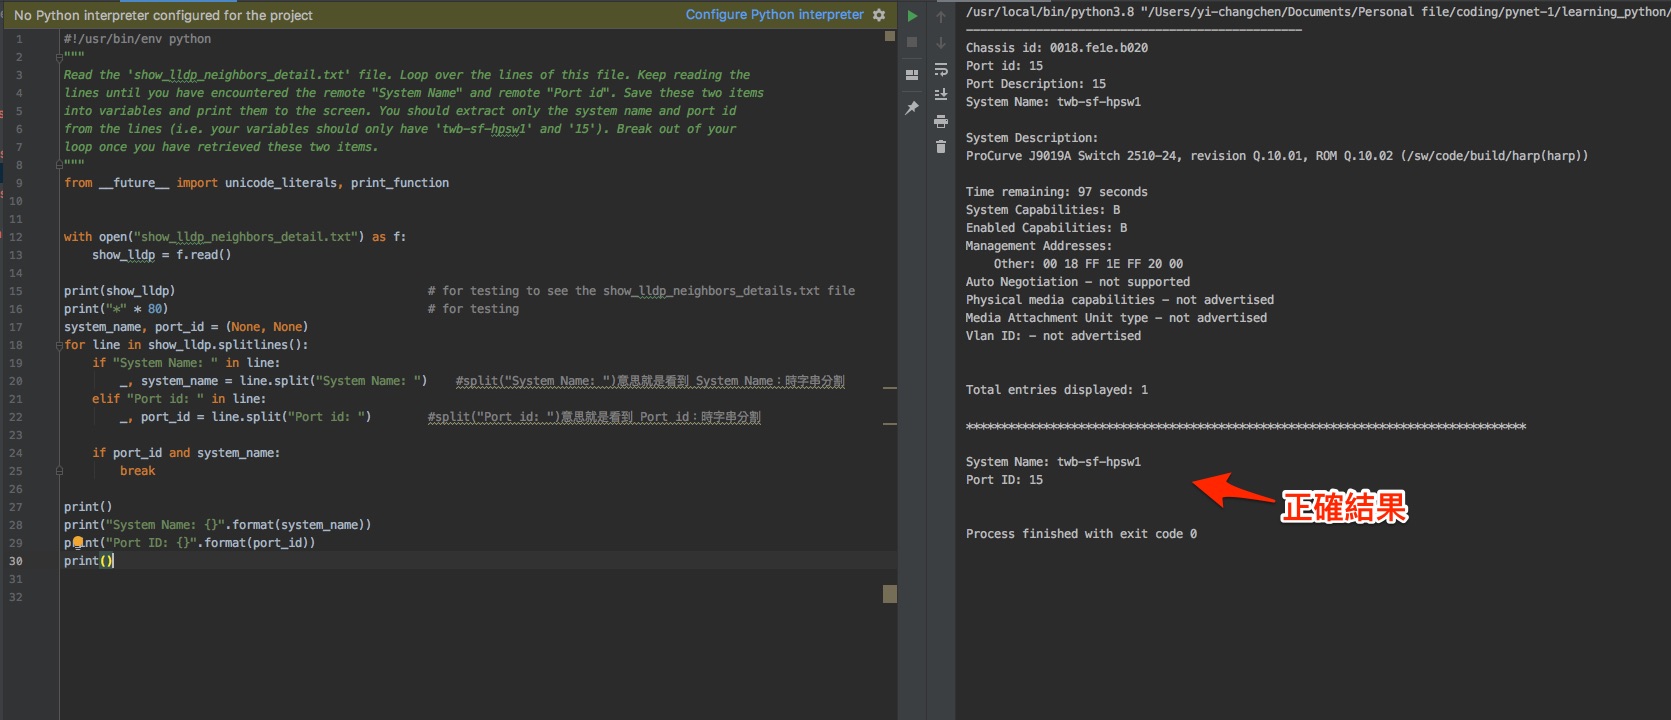 No Python interpreter configured for the project
Configure Python interpreter
1 #!/usr/bin/env python
2 """
3 Read the 'show_lldp_neighbors_detail.txt' file. Loop over the lines of this file. Keep reading the
4 lines until you have encountered the remote "System Name" and remote "Port id". Save these two items
5 into variables and print them to the screen. You should extract only the system name and port id
6 from the lines (i.e. your variables should only have 'twb-sf-hpsw1' and '15'). Break out of your
7 loop once you have retrieved these two items.
8 """
9 from __future__ import unicode_literals, print_function
10
11
12 with open("show_lldp_neighbors_detail.txt") as f:
13     show_lldp = f.read()
14
15 print(show_lldp)                                    # for testing to see the show_lldp_neighbors_details.txt file
16 print("*" * 80)                                     # for testing
17 system_name, port_id = (None, None)
18 for line in show_lldp.splitlines():
19     if "System Name: " in line:
20         _, system_name = line.split("System Name: ")    #split("System Name: ")意思就是看到 System Name：時字串分割
21     elif "Port id: " in line:
22         _, port_id = line.split("Port id: ")        #split("Port id: ")意思就是看到 Port id：時字串分割
23
24     if port_id and system_name:
25         break
26
27 print()
28 print("System Name: {}".format(system_name))
29 print("Port ID: {}".format(port_id))
30 print()
31
32
/usr/local/bin/python3.8 "/Users/yi-changchen/Documents/Personal file/coding/pynet-1/learning_python/
------------------------------------------------
Chassis id: 0018.fe1e.b020
Port id: 15
Port Description: 15
System Name: twb-sf-hpsw1
System Description:
ProCurve J9019A Switch 2510-24, revision Q.10.01, ROM Q.10.02 (/sw/code/build/harp(harp))
Time remaining: 97 seconds
System Capabilities: B
Enabled Capabilities: B
Management Addresses:
    Other: 00 18 FF 1E FF 20 00
Auto Negotiation - not supported
Physical media capabilities - not advertised
Media Attachment Unit type - not advertised
Vlan ID: - not advertised
Total entries displayed: 1
********************************************************************************
System Name: twb-sf-hpsw1
Port ID: 15
正確結果
Process finished with exit code 0